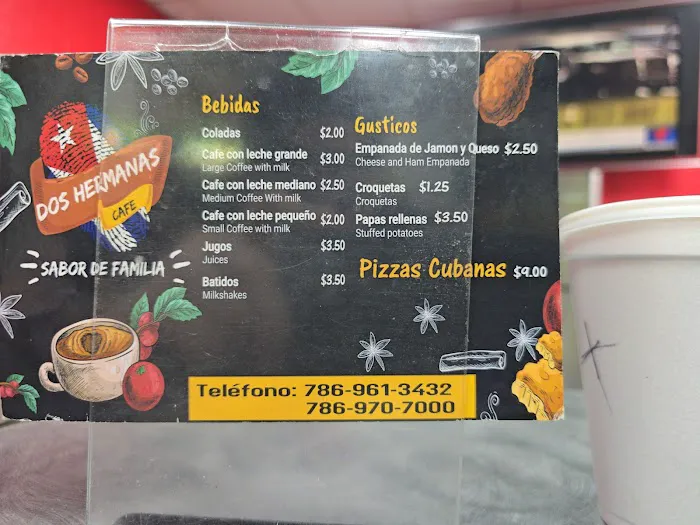 DOS HERMANAS
CAFE
SABOR DE FAMILIA
Bebidas
Coladas $2.00
Cafe con leche grande $3.00
Large Coffee with milk
Cafe con leche mediano $2.50
Medium Coffee With milk
Cafe con leche pequeño $2.00
Small Coffee with milk
Jugos $3.50
Juices
Batidos $3.50
Milkshakes
Gusticos
Empanada de Jamon y Queso $2.50
Cheese and Ham Empanada
Croquetas $1.25
Croquetas
Papas rellenas $3.50
Stuffed potatoes
Pizzas Cubanas $9.00
Teléfono: 786-961-3432
786-970-7000